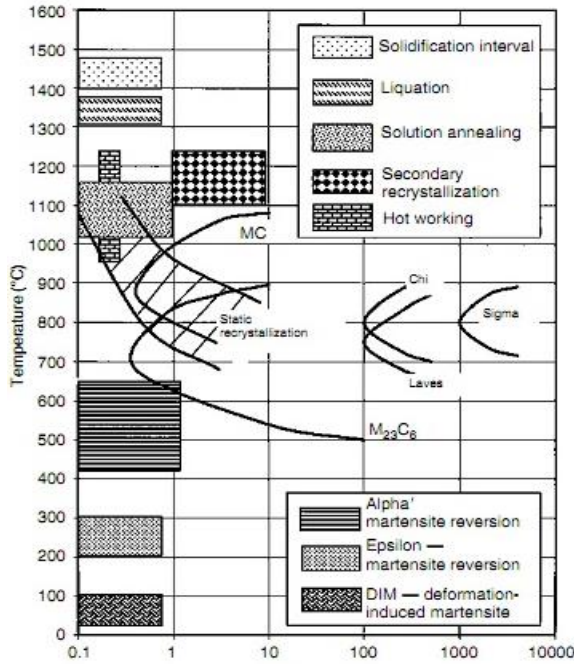 1600
1500
1400
1300
1200
1100
1000
900
800
700
600
500
400
300
200
100
0
Temperature (°C)
Solidification interval
Liquation
Solution annealing
Secondary
recrystallization
Hot working
MC
Static
recrystallization
Chi
Sigma
Laves
M₂₃C₆
Alpha'
martensite reversion
Epsilon —
martensite reversion
DIM — deformation-
induced martensite
0.1 1 10 100 1000 10000